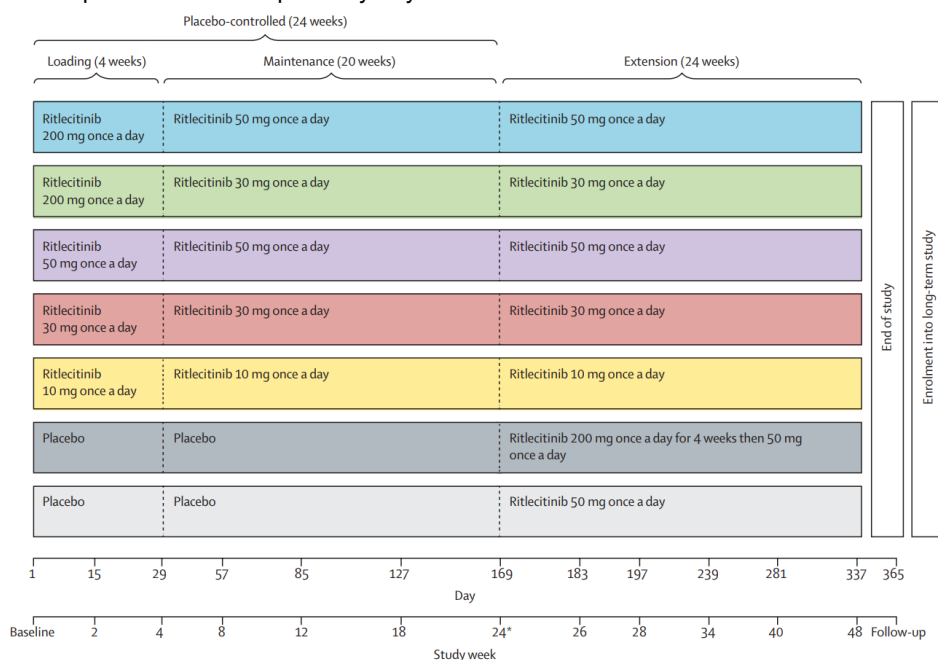 Placebo-controlled (24 weeks)
Loading (4 weeks)
Maintenance (20 weeks)
Extension (24 weeks)
Ritlecitinib
200 mg once a day
Ritlecitinib 50 mg once a day
Ritlecitinib 50 mg once a day
Ritlecitinib
200 mg once a day
Ritlecitinib 30 mg once a day
Ritlecitinib 30 mg once a day
Ritlecitinib
50 mg once a day
Ritlecitinib 50 mg once a day
Ritlecitinib 50 mg once a day
Ritlecitinib
30 mg once a day
Ritlecitinib 30 mg once a day
Ritlecitinib 30 mg once a day
Ritlecitinib
10 mg once a day
Ritlecitinib 10 mg once a day
Ritlecitinib 10 mg once a day
Placebo
Placebo
Ritlecitinib 200 mg once a day for 4 weeks then 50 mg
once a day
Placebo
Placebo
Ritlecitinib 50 mg once a day
End of study
Enrolment into long-term study
1 15 29 57 85 127 169 183 197 239 281 337 365
Day
Baseline 2 4 8 12 18 24* 26 28 34 40 48 Follow-up
Study week